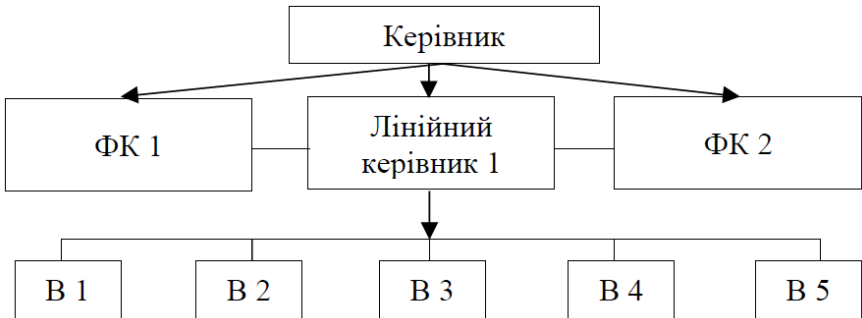 Керівник
ФК 1
Лінійний
керівник 1
ФК 2
В 1
В 2
В 3
В 4
В 5